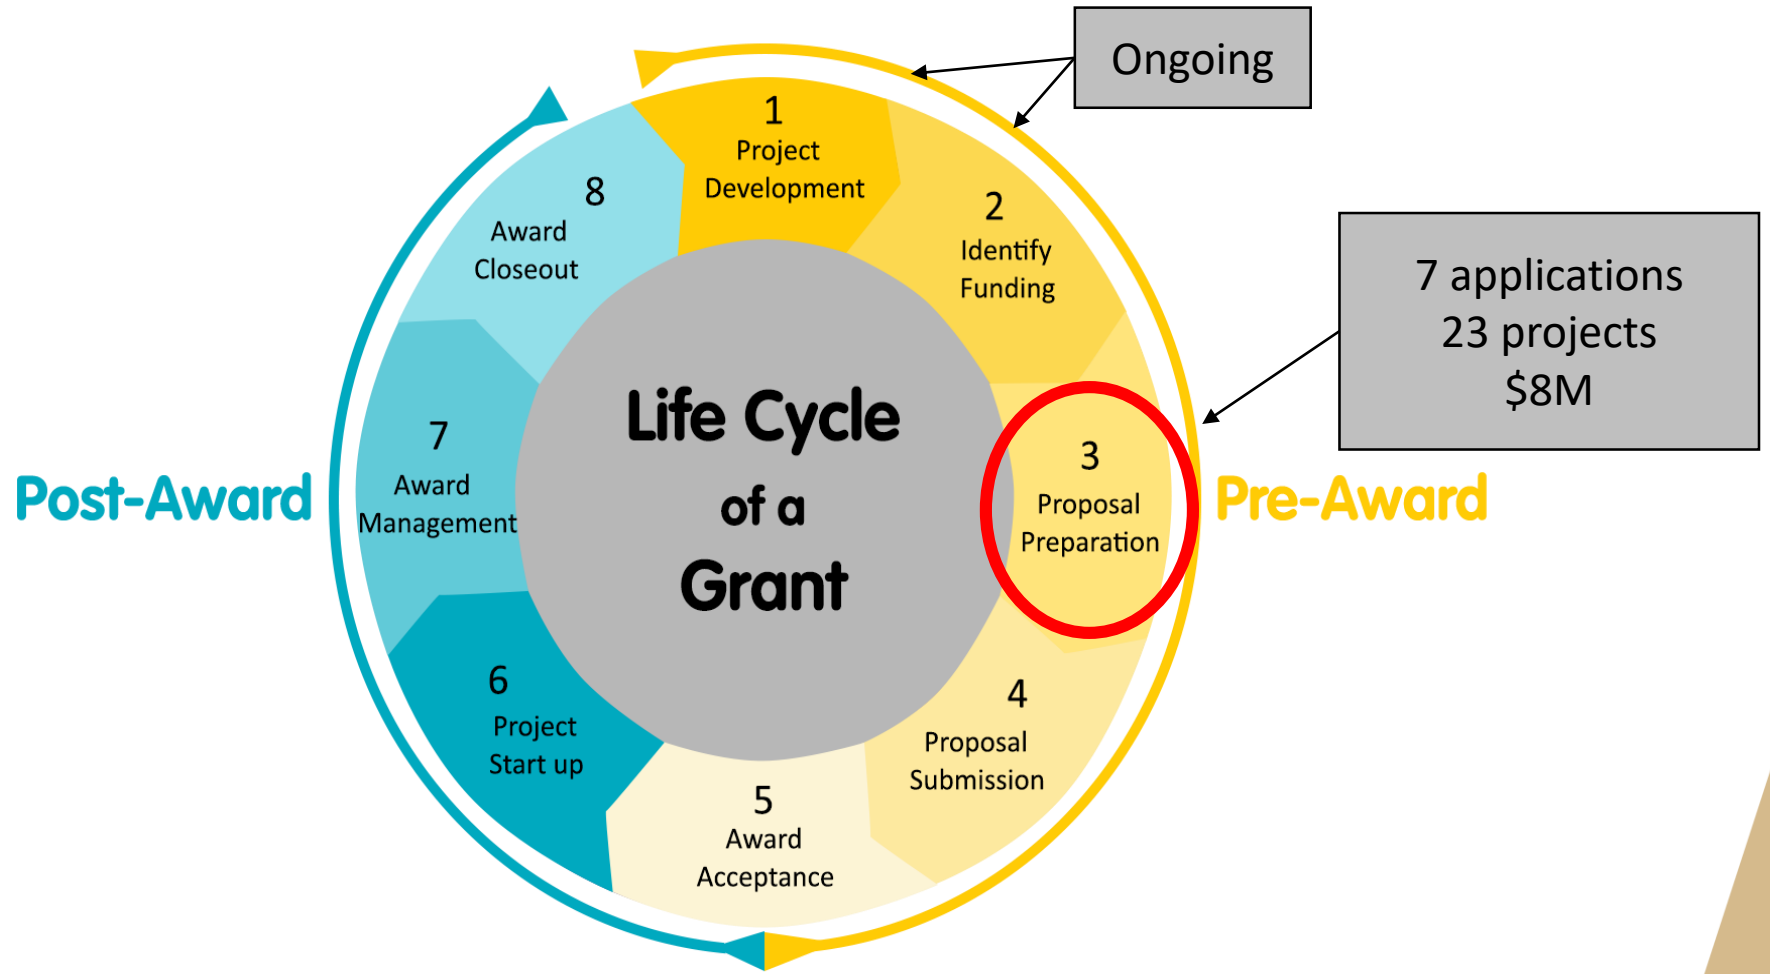 Ongoing
1
Project
Development
2
Identify
Funding
7 applications
23 projects
$8M
3
Proposal
Preparation
Pre-Award
4
Proposal
Submission
5
Award
Acceptance
6
Project
Start up
Post-Award
7
Award
Management
8
Award
Closeout
Life Cycle
of a
Grant